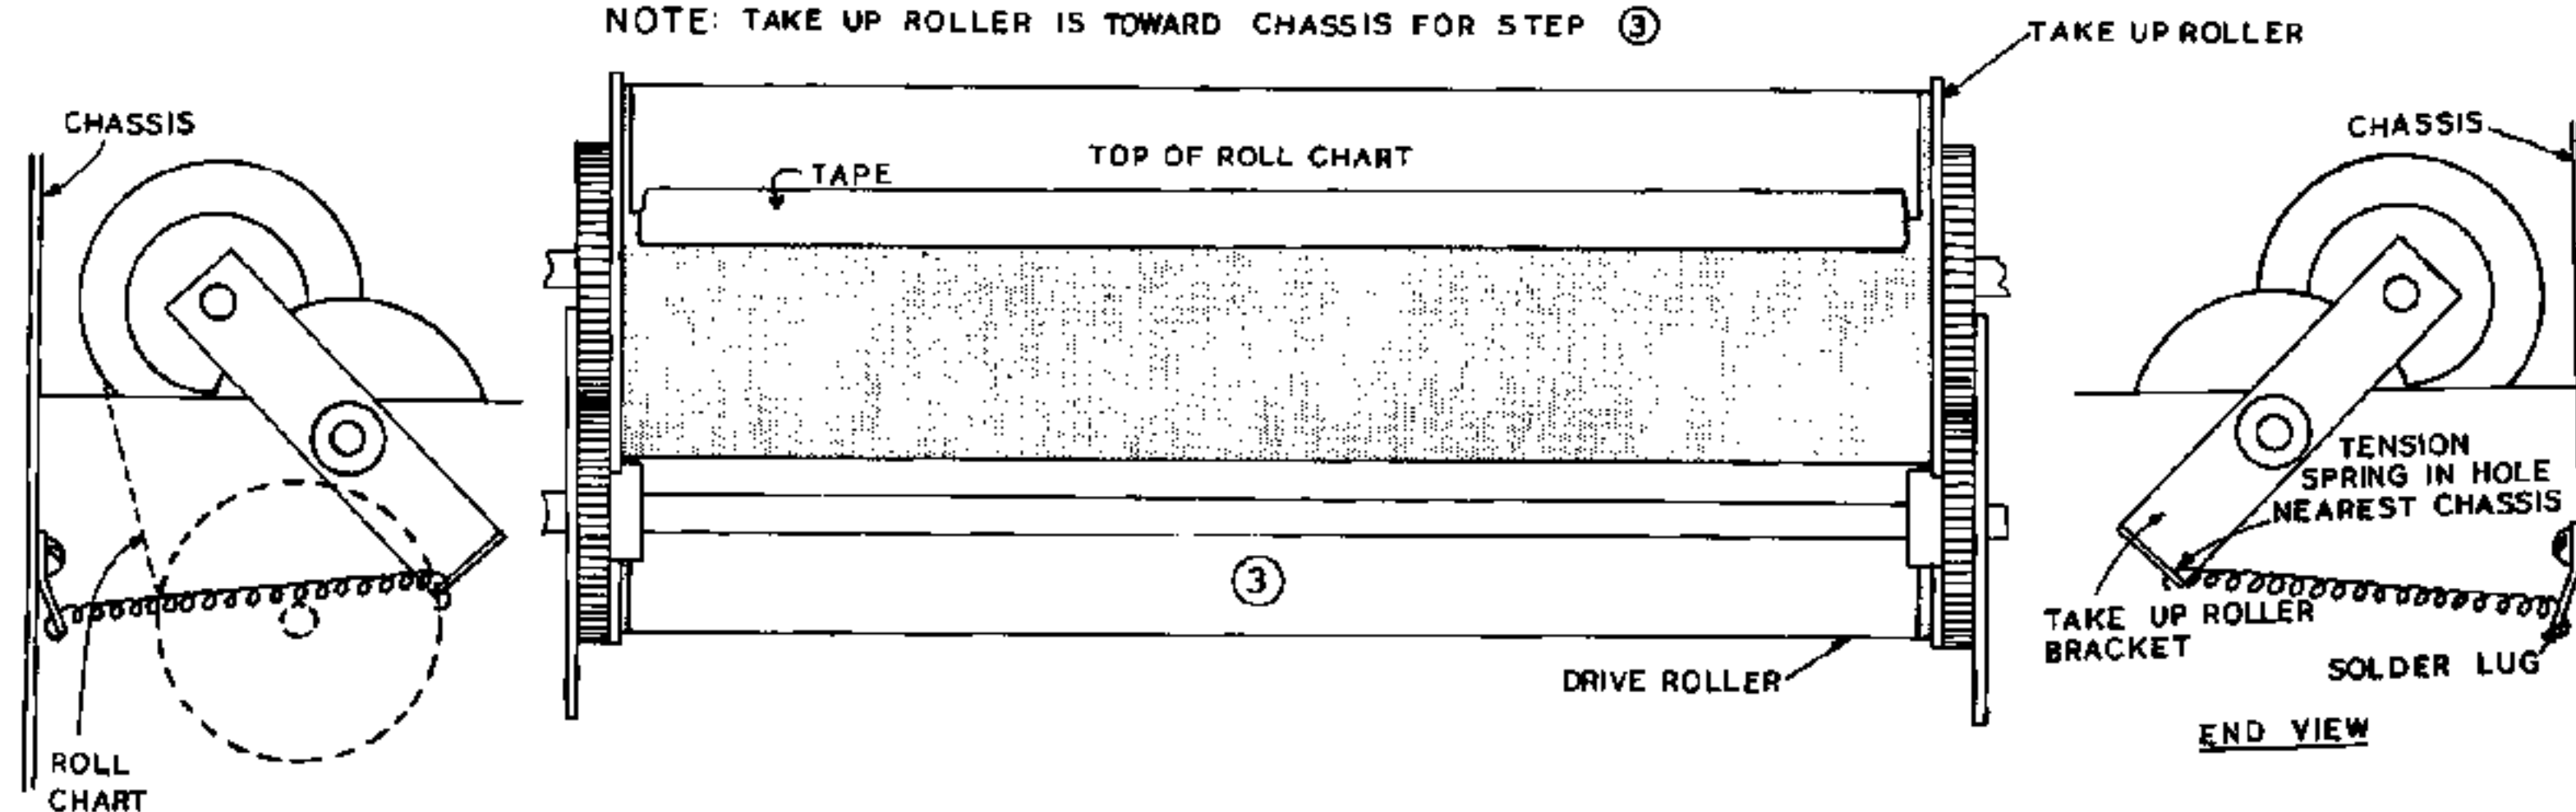 NOTE: TAKE UP ROLLER IS TOWARD CHASSIS FOR STEP ③
TAKE UP ROLLER
CHASSIS
CHASSIS
TOP OF ROLL CHART
TAPE
TENSION
SPRING IN HOLE
NEAREST CHASSIS
③
TAKE UP ROLLER
BRACKET
SOLDER LUG
DRIVE ROLLER
END VIEW
ROLL
CHART